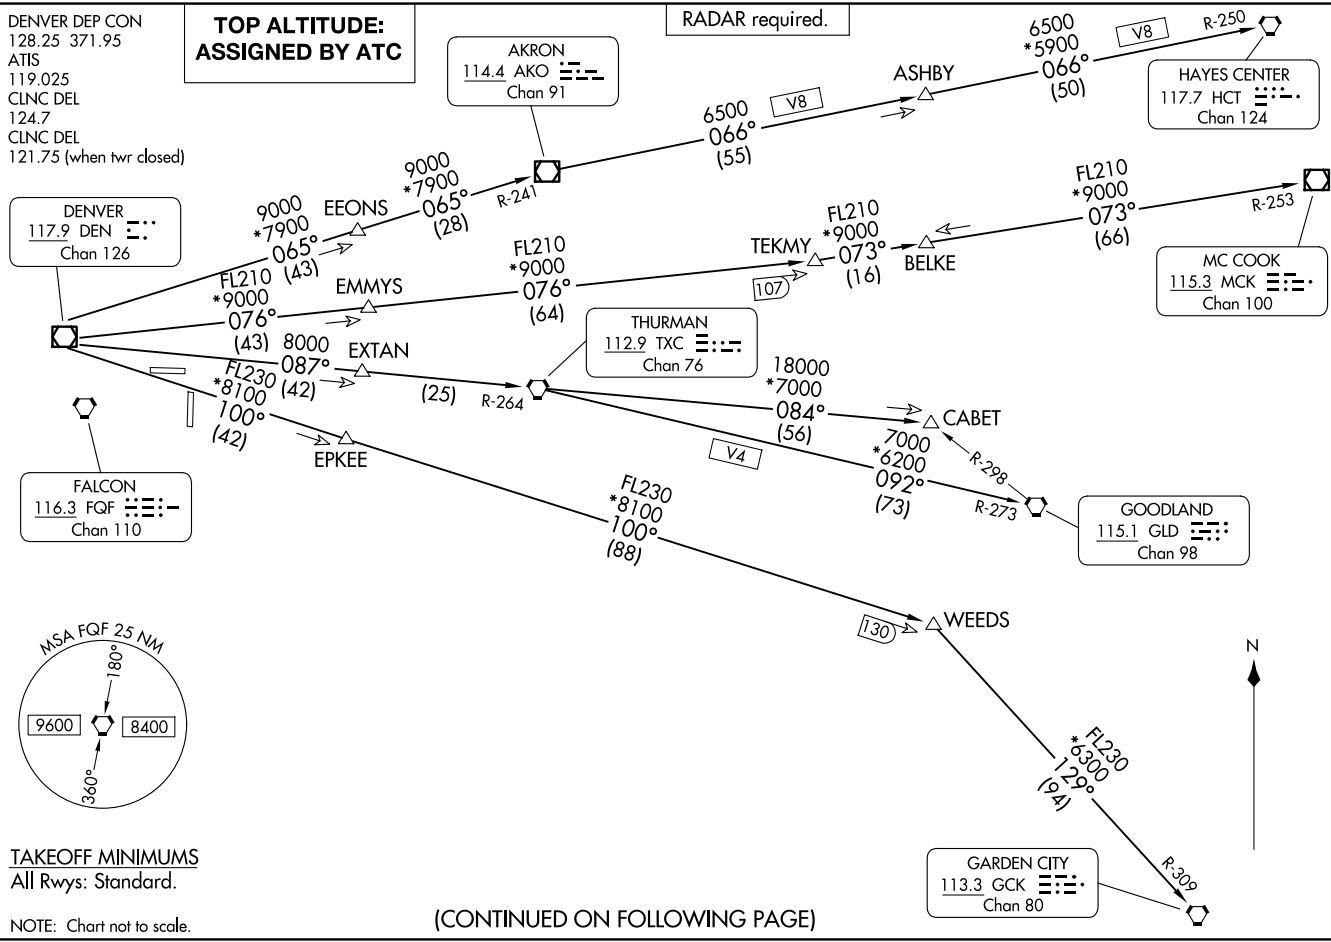 DENVER DEP CON
128.25 371.95
ATIS
119.025
CLNC DEL
124.7
CLNC DEL
121.75 (when twr closed)
TOP ALTITUDE:
ASSIGNED BY ATC
RADAR required.
AKRON
114.4 AKO
Chan 91
6500
*5900
066°
(50)
V8
R-250
HAYES CENTER
117.7 HCT
Chan 124
ASHBY
6500
066°
(55)
V8
9000
*7900
065°
(28)
R-241
EEONS
9000
*7900
065°
(43)
DENVER
117.9 DEN
Chan 126
FL210
*9000
073°
(66)
R-253
MC COOK
115.3 MCK
Chan 100
FL210
*9000
073°
(16)
BELKE
TEKMY
107
FL210
*9000
076°
(64)
EMMYS
FL210
*9000
076°
(43)
THURMAN
112.9 TXC
Chan 76
8000
087°
(42)
EXTAN
(25)
R-264
18000
*7000
084°
(56)
CABET
R-298
FL230
*8100
100°
(42)
EPKEE
V4
7000
*6200
092°
(73)
R-273
GOODLAND
115.1 GLD
Chan 98
FALCON
116.3 FQF
Chan 110
FL230
*8100
100°
(88)
130
WEEDS
MSA FQF 25 NM
180°
9600
8400
360°
N
FL230
*6300
129°
(94)
R-309
GARDEN CITY
113.3 GCK
Chan 80
TAKEOFF MINIMUMS
All Rwys: Standard.
NOTE: Chart not to scale.
(CONTINUED ON FOLLOWING PAGE)